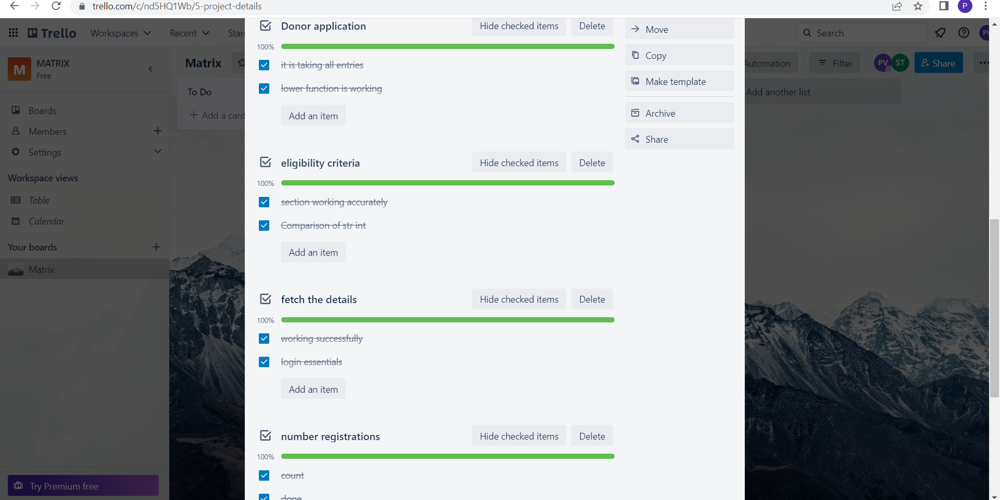 trello.com/c/nd5HQ1Wb/5-project-details
P
Trello
Workspaces
Recent
Search
MATRIX
Free
M
Boards
Members
Settings
Workspace views
Table
Calendar
Your boards
Matrix
Try Premium free
Matrix
To Do
Add a card
Donor application
Hide checked items
Delete
100%
it is taking all entries
lower function is working
Add an item
eligibility criteria
Hide checked items
Delete
100%
section working accurately
Comparison of str int
Add an item
fetch the details
Hide checked items
Delete
100%
working successfully
login essentials
Add an item
number registrations
Hide checked items
Delete
100%
count
done
Move
Copy
Make template
Archive
Share
Automation
Filter
PV
ST
Share
Add another list